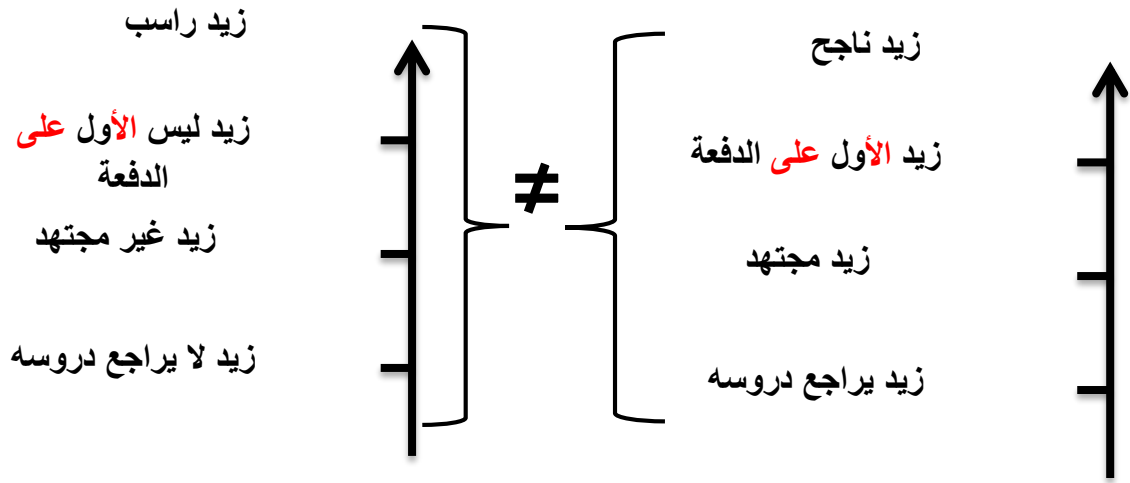 زيد ناجح
زيد الأول على الدفعة
زيد مجتهد
زيد يراجع دروسه
≠
زيد راسب
زيد ليس الأول على
الدفعة
زيد غير مجتهد
زيد لا يراجع دروسه